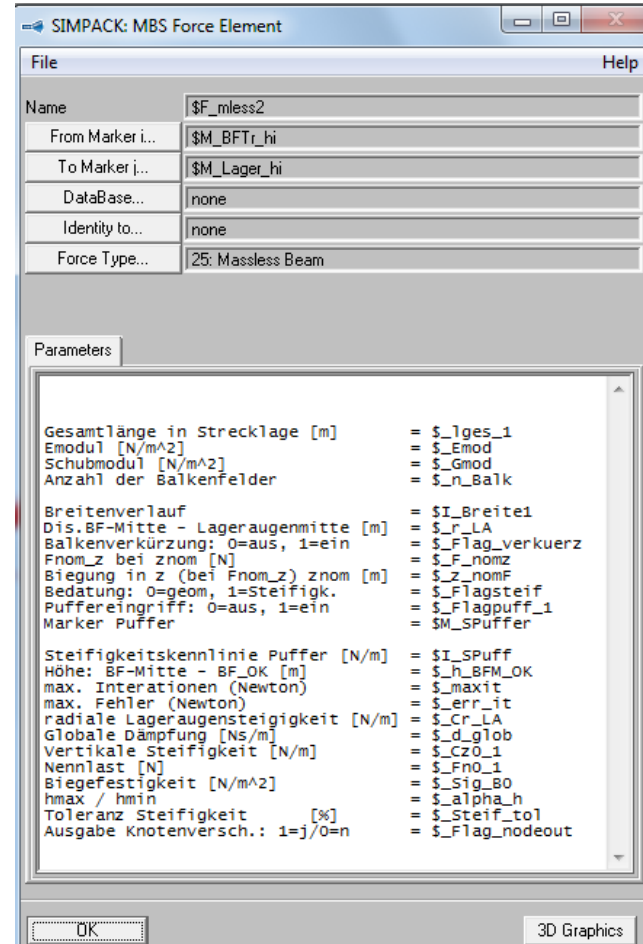 SIMPACK: MBS Force Element
File Help
Name $F_mless2
From Marker i... $M_BFTr_hi
To Marker j... $M_Lager_hi
DataBase... none
Identity to... none
Force Type... 25: Massless Beam
Parameters
Gesamtlänge in Strecklage [m] = $_lges_1
Emodul [N/m^2] = $_Emod
Schubmodul [N/m^2] = $_Gmod
Anzahl der Balkenfelder = $_n_Balk
Breitenverlauf = $I_Breite1
Dis.BF-Mitte - Lageraugenmitte [m] = $_r_LA
Balkenverkürzung: 0=aus, 1=ein = $_Flag_verkuerz
Fnom_z bei znom [N] = $_F_nomz
Biegung in z (bei Fnom_z) znom [m] = $_z_nomF
Bedatung: 0=geom, 1=Steifigk. = $_Flagsteif
Puffereingriff: 0=aus, 1=ein = $_Flagpuff_1
Marker Puffer = $M_SPuffer
Steifigkeitskennlinie Puffer [N/m] = $I_SPuff
Höhe: BF-Mitte - BF_OK [m] = $_h_BFM_OK
max. Interationen (Newton) = $_maxit
max. Fehler (Newton) = $_err_it
radiale Lageraugensteigigkeit [N/m] = $_Cr_LA
Globale Dämpfung [Ns/m] = $_d_glob
Vertikale Steifigkeit [N/m] = $_Cz0_1
Nennlast [N] = $_Fn0_1
Biegefestigkeit [N/m^2] = $_Sig_B0
hmax / hmin = $_alpha_h
Toleranz Steifigkeit [%] = $_Steif_tol
Ausgabe Knotenversch.: 1=j/0=n = $_Flag_nodeout
OK 3D Graphics